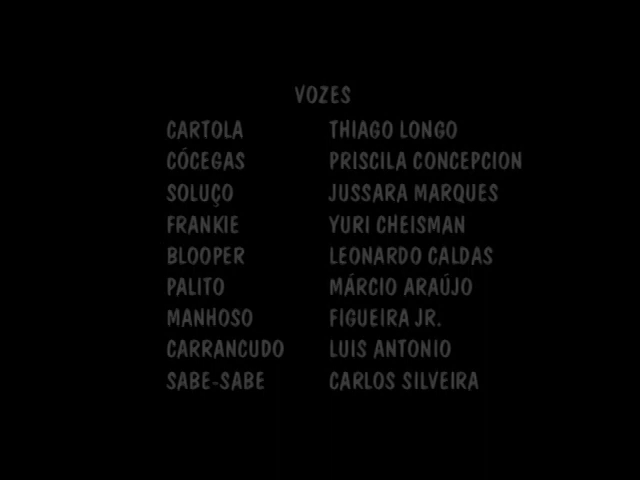 VOZES
CARTOLA THIAGO LONGO
CÓCEGAS PRISCILA CONCEPCION
SOLUÇO JUSSARA MARQUES
FRANKIE YURI CHEISMAN
BLOOPER LEONARDO CALDAS
PALITO MÁRCIO ARAÚJO
MANHOSO FIGUEIRA JR.
CARRANCUDO LUIS ANTONIO
SABE-SABE CARLOS SILVEIRA